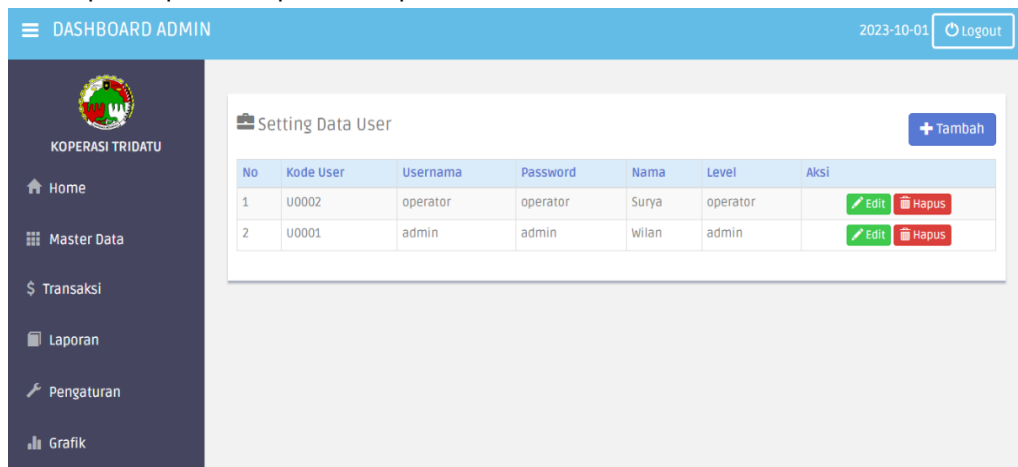 DASHBOARD ADMIN
2023-10-01 Logout
KOPERASI TRIDATU
Home
Master Data
$ Transaksi
Laporan
Pengaturan
Grafik
Setting Data User
+ Tambah
No Kode User Usernama Password Nama Level Aksi
1 U0002 operator operator Surya operator Edit Hapus
2 U0001 admin admin Wilan admin Edit Hapus